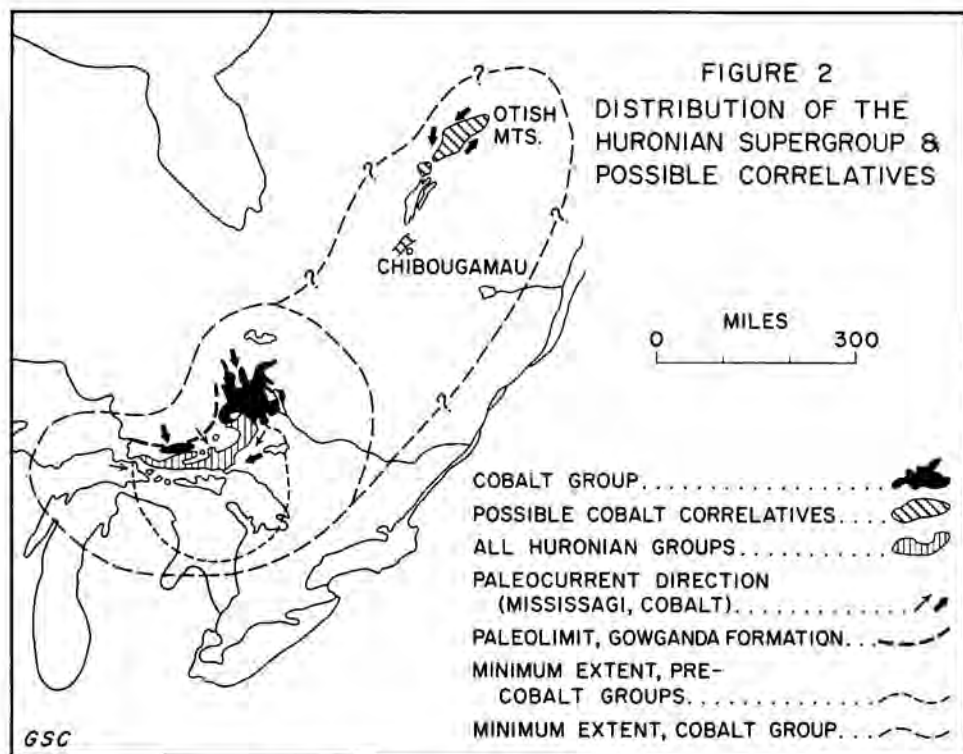 FIGURE 2
DISTRIBUTION OF THE
HURONIAN SUPERGROUP &
POSSIBLE CORRELATIVES
OTISH
MTS.
CHIBOUGAMAU
?
?
?
?
?
?
MILES
0 300
COBALT GROUP
POSSIBLE COBALT CORRELATIVES
ALL HURONIAN GROUPS
PALEOCURRENT DIRECTION
(MISSISSAGI, COBALT)
PALEOLIMIT, GOWGANDA FORMATION
MINIMUM EXTENT, PRE-
COBALT GROUPS
MINIMUM EXTENT, COBALT GROUP
GSC